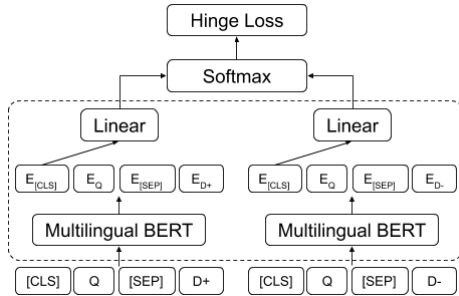 Hinge Loss
Softmax
Linear Linear
E[CLS] EQ E[SEP] ED+ E[CLS] EQ E[SEP] ED-
Multilingual BERT Multilingual BERT
[CLS] Q [SEP] D+ [CLS] Q [SEP] D-